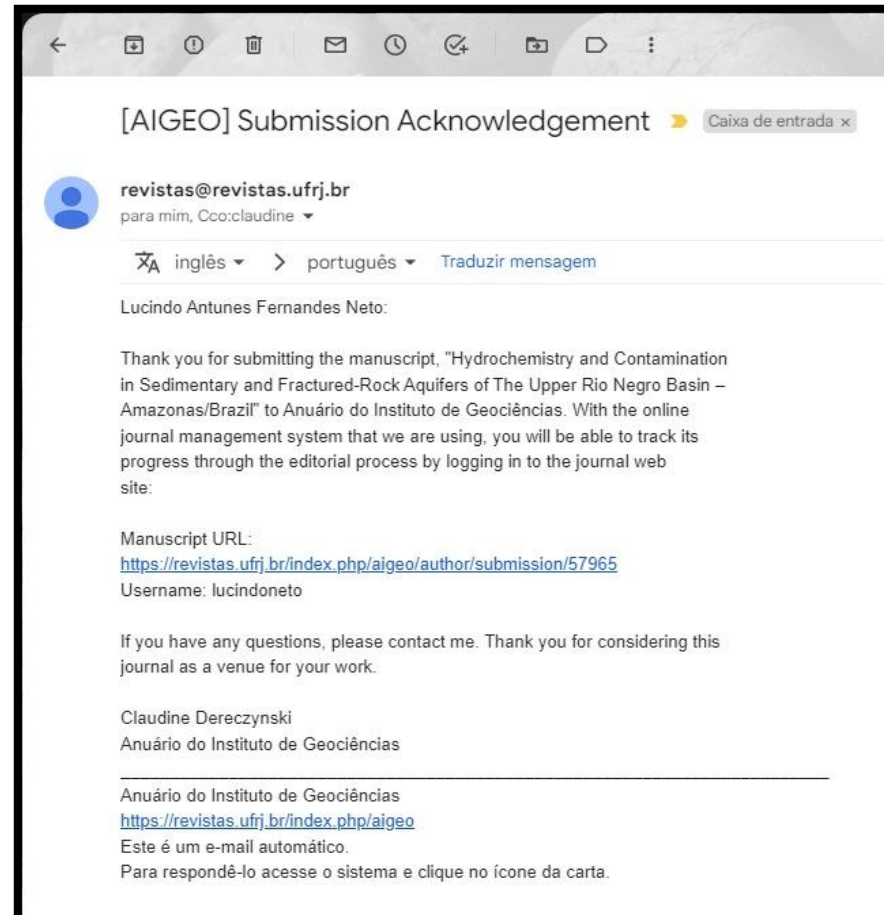 [AIGEO] Submission Acknowledgement Caixa de entrada x
revistas@revistas.ufrj.br
para mim, Cco:claudine
inglês > português Traduzir mensagem
Lucindo Antunes Fernandes Neto:
Thank you for submitting the manuscript, "Hydrochemistry and Contamination
in Sedimentary and Fractured-Rock Aquifers of The Upper Rio Negro Basin –
Amazonas/Brazil" to Anuário do Instituto de Geociências. With the online
journal management system that we are using, you will be able to track its
progress through the editorial process by logging in to the journal web
site:
Manuscript URL:
https://revistas.ufrj.br/index.php/aigeo/author/submission/57965
Username: lucindoneto
If you have any questions, please contact me. Thank you for considering this
journal as a venue for your work.
Claudine Dereczynski
Anuário do Instituto de Geociências
Anuário do Instituto de Geociências
https://revistas.ufrj.br/index.php/aigeo
Este é um e-mail automático.
Para respondê-lo acesse o sistema e clique no ícone da carta.